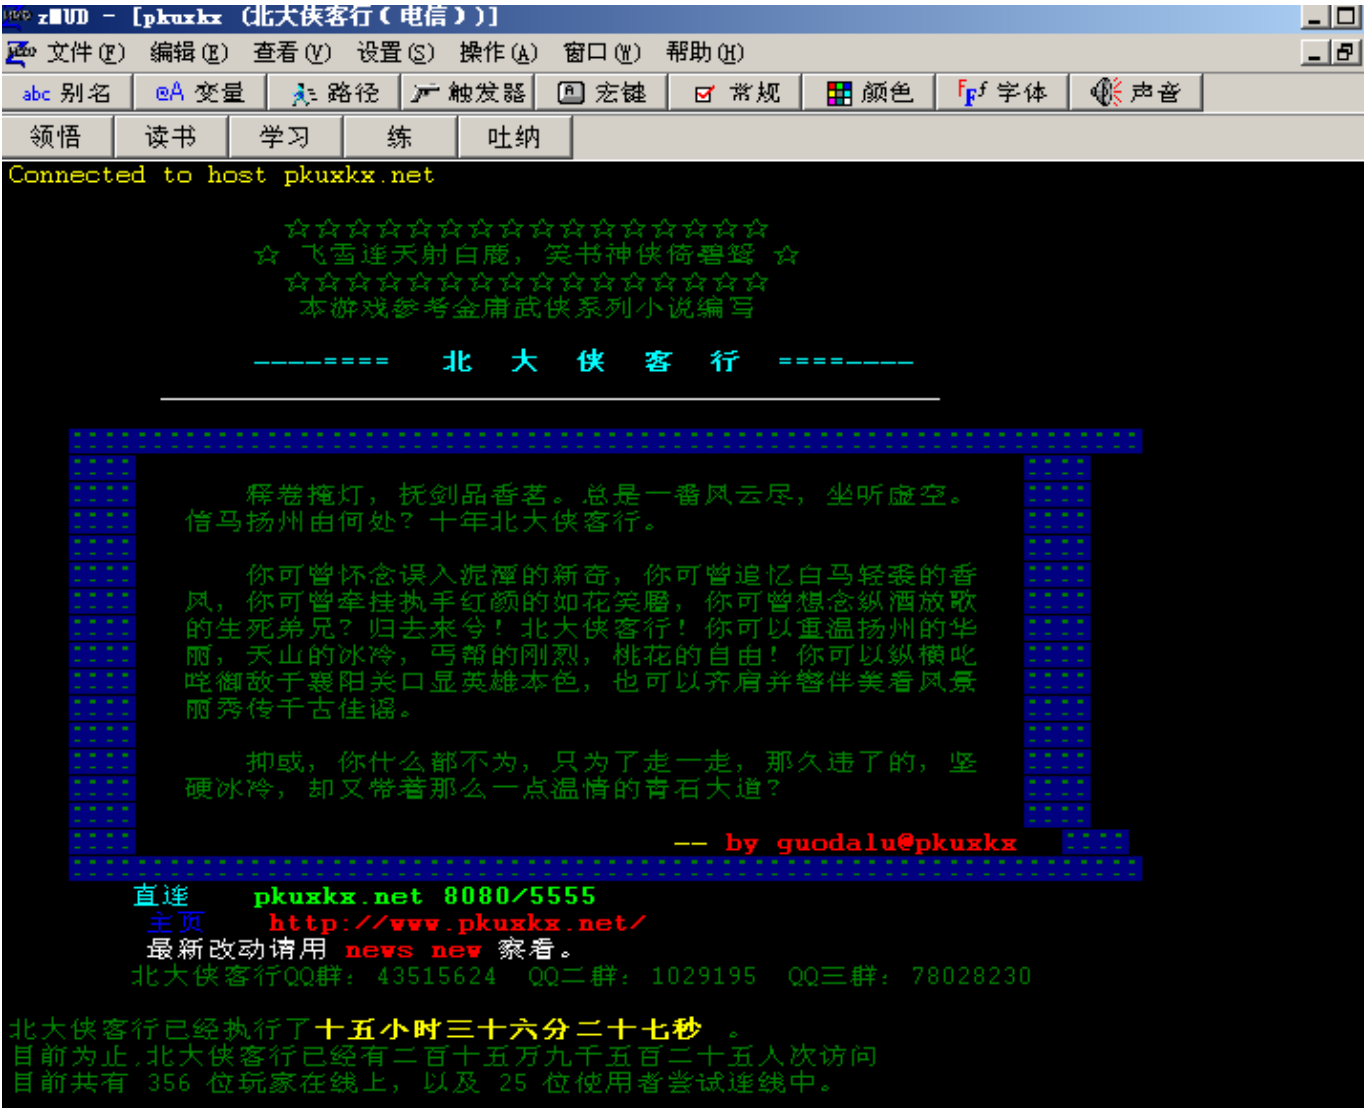 zMUD - [pkuxkx (北大侠客行(电信))]
文件(F) 编辑(E) 查看(V) 设置(S) 操作(A) 窗口(W) 帮助(H)
abc 别名 @A 变量 路径 触发器 宏键 常规 颜色 字体 声音
领悟 读书 学习 练 吐纳
Connected to host pkuxkx.net
☆☆☆☆☆☆☆☆☆☆☆☆☆☆☆☆
☆ 飞雪连天射白鹿, 笑书神侠倚碧鸳 ☆
☆☆☆☆☆☆☆☆☆☆☆☆☆☆☆☆
本游戏参考金庸武侠系列小说编写
----==== 北 大 侠 客 行 ====----
释卷掩灯, 抚剑品香茗。总是一番风云尽, 坐听虚空。
信马扬州由何处? 十年北大侠客行。
你可曾怀念误入泥潭的新奇, 你可曾追忆白马轻裘的香
风, 你可曾牵挂执手红颜的如花笑靥, 你可曾想念纵酒放歌
的生死弟兄? 归去来兮! 北大侠客行! 你可以重温扬州的华
丽, 天山的冰冷, 丐帮的刚烈, 桃花的自由! 你可以纵横叱
咤御敌于襄阳关口显英雄本色, 也可以齐肩并辔伴美看风景
丽秀传千古佳谣。
抑或, 你什么都不为, 只为了走一走, 那久违了的, 坚
硬冰冷, 却又带着那么一点温情的青石大道?
-- by guodalu@pkuxkx
直连 pkuxkx.net 8080/5555
主页 http://www.pkuxkx.net/
最新改动请用 news new 察看。
北大侠客行QQ群: 43515624 QQ二群: 1029195 QQ三群: 78028230
北大侠客行已经执行了十五小时三十六分二十七秒 。
目前为止,北大侠客行已经有二百十五万九千五百二十五人次访问
目前共有 356 位玩家在线上, 以及 25 位使用者尝试连线中。